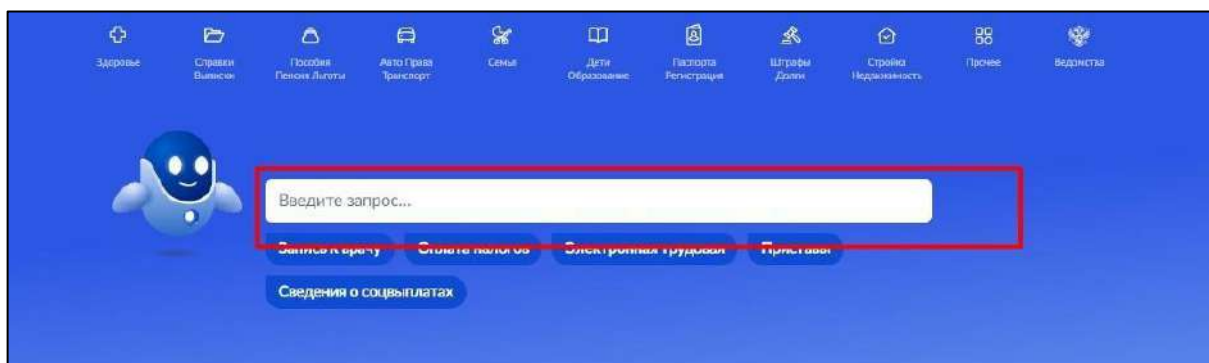 Здоровье
Справки
Выписки
Пособия
Пенсия Льготы
Авто Права
Транспорт
Семья
Дети
Образование
Паспорта
Регистрация
Штрафы
Долги
Стройка
Недвижимость
Прочее
Ведомства
Введите запрос...
Запись к врачу
Оплата налогов
Электронная трудовая
Приставы
Сведения о соцвыплатах